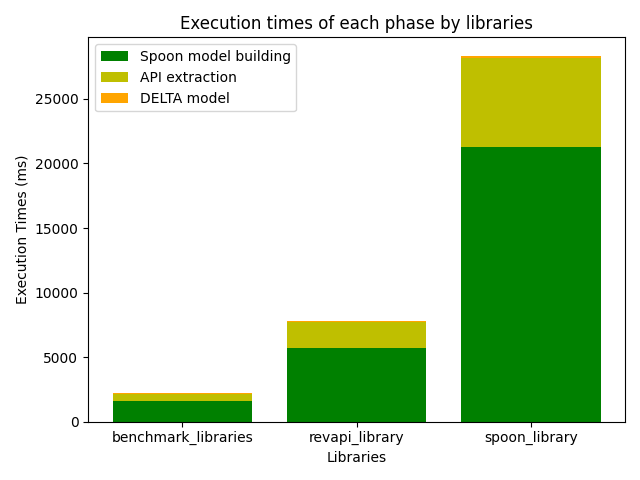 Execution times of each phase by libraries
Spoon model building
API extraction
DELTA model
Execution Times (ms)
25000
20000
15000
10000
5000
0
benchmark_libraries
revapi_library
spoon_library
Libraries